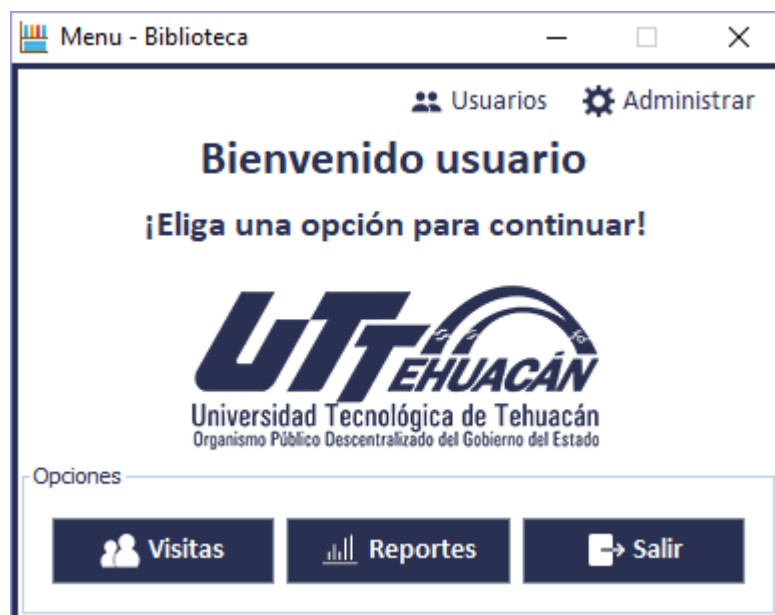 Menu - Biblioteca
Usuarios Administrar
Bienvenido usuario
¡Eliga una opción para continuar!
UTTEHUACÁN
Universidad Tecnológica de Tehuacán
Organismo Público Descentralizado del Gobierno del Estado
Opciones
Visitas Reportes Salir